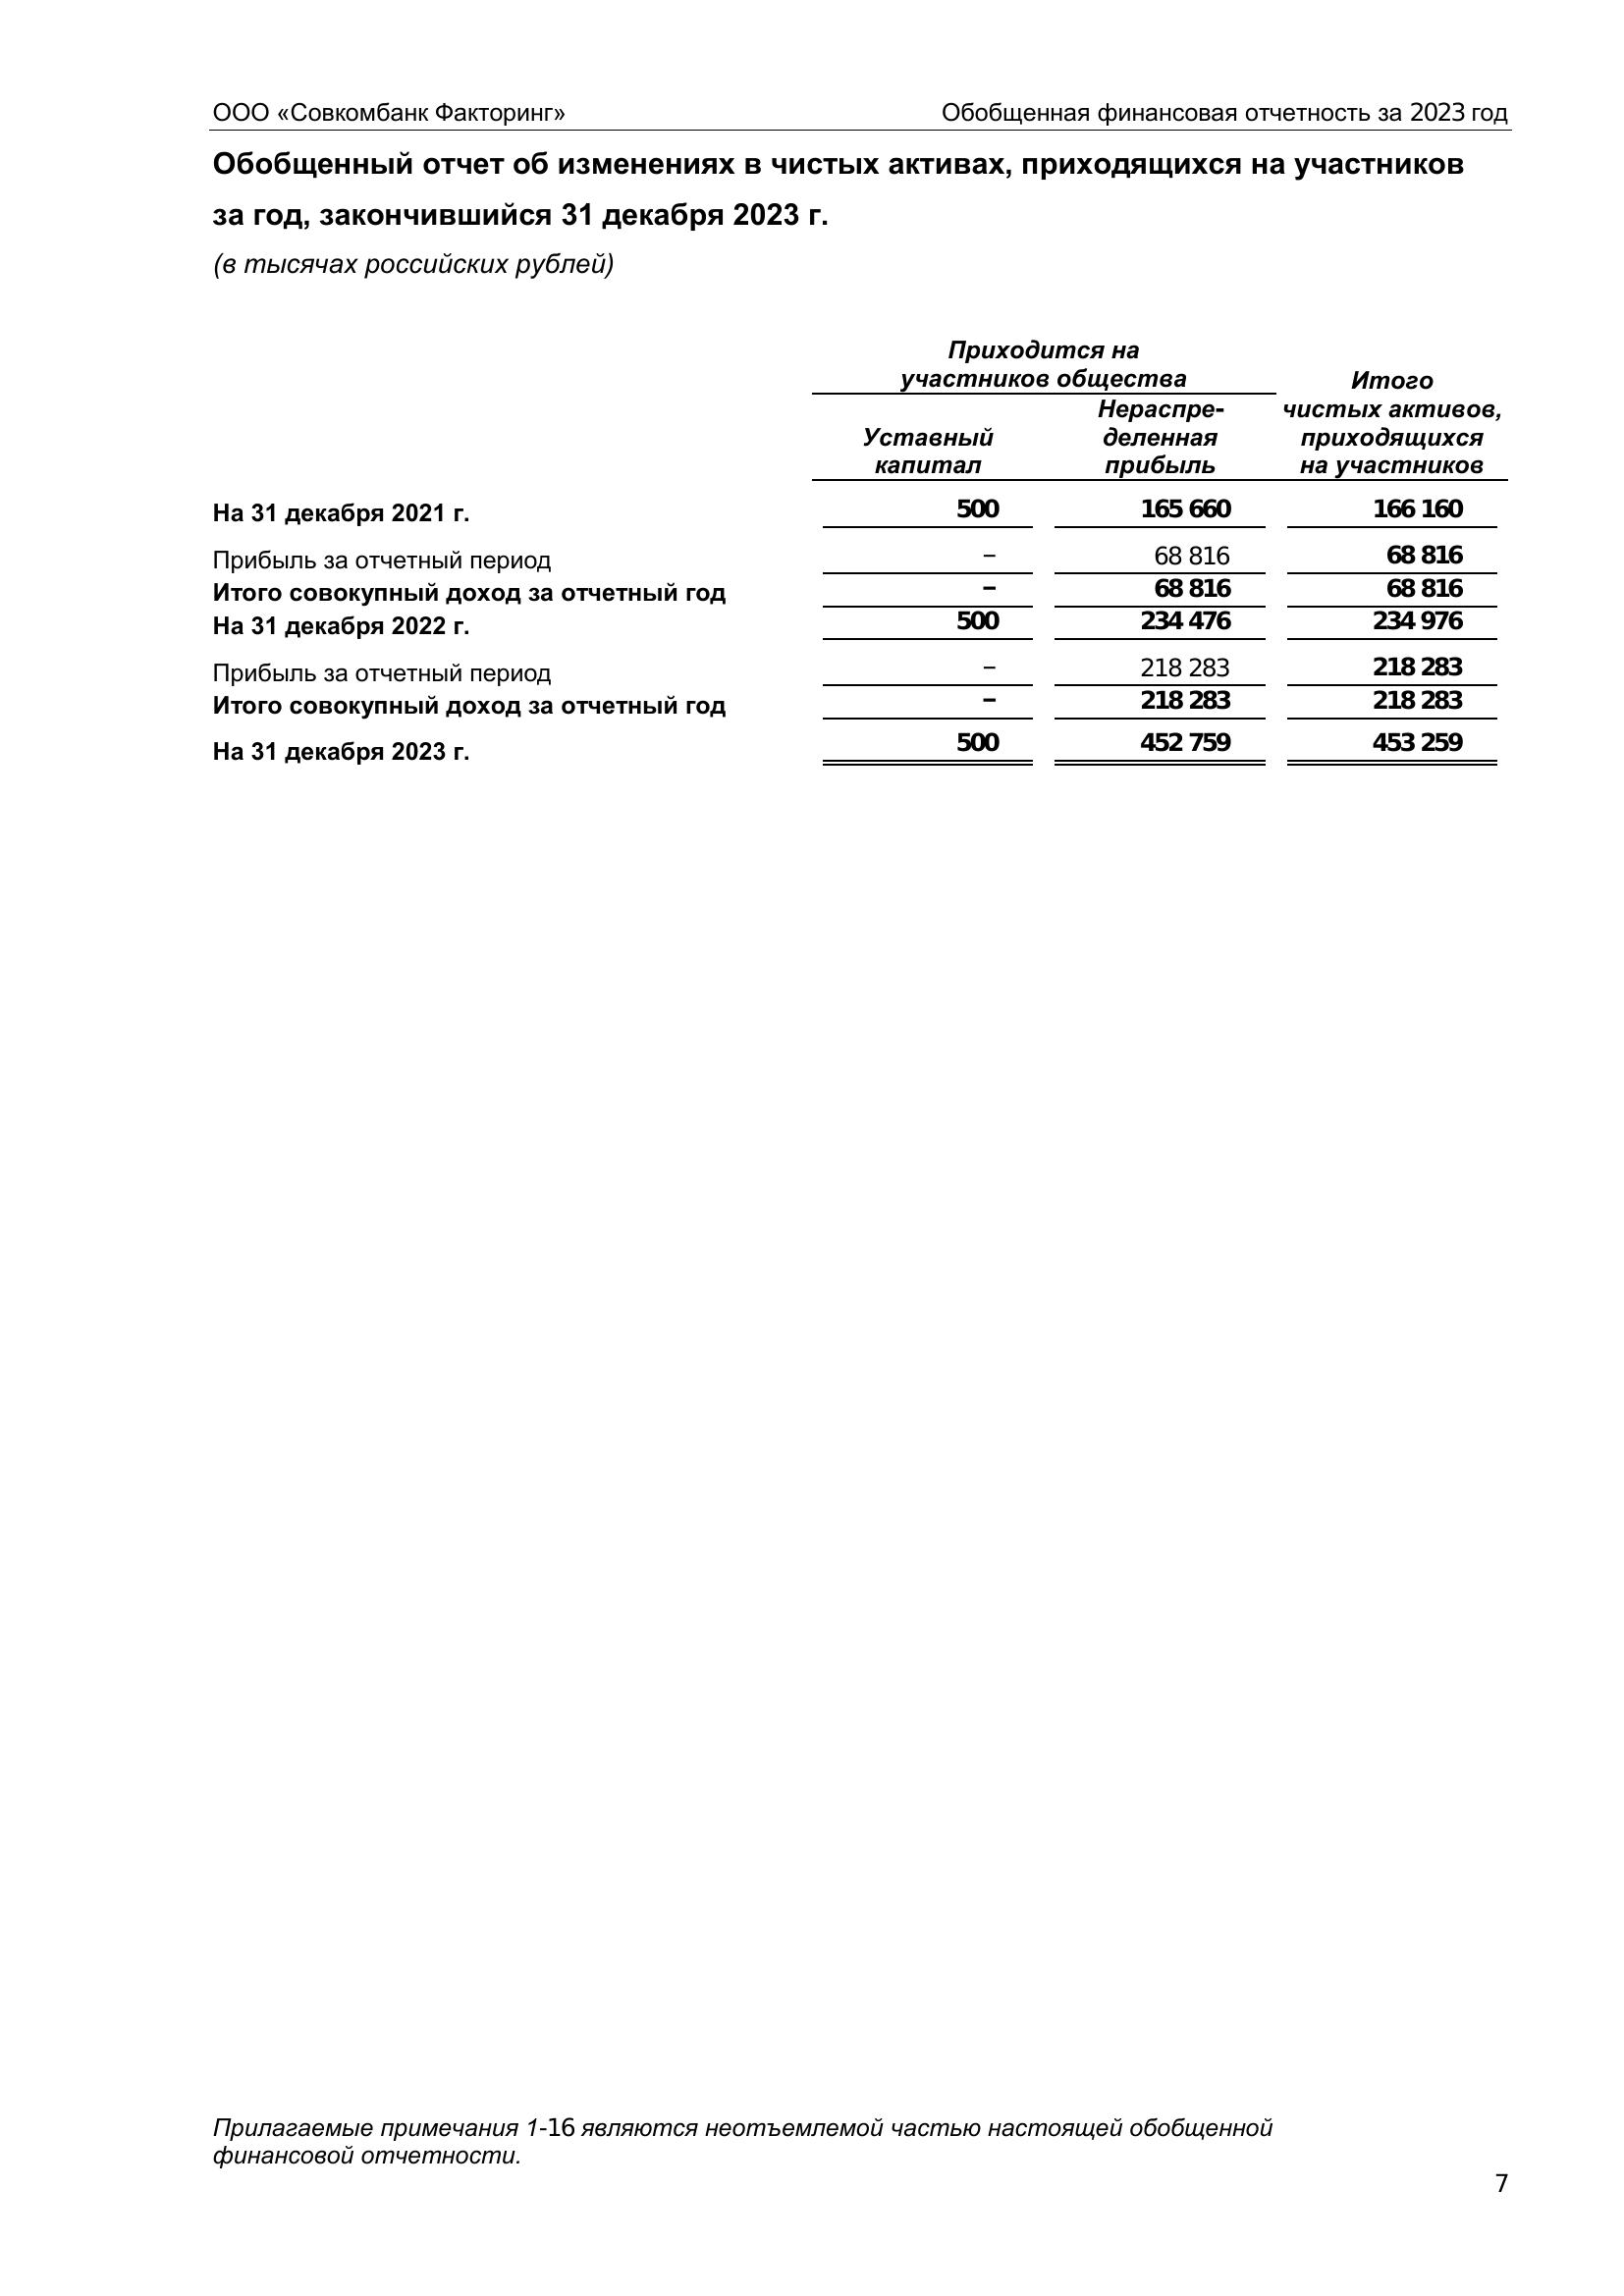 ООО «Совкомбанк Факторинг» Обобщенная финансовая отчетность за 2023 год
Обобщенный отчет об изменениях в чистых активах, приходящихся на участников
за год, закончившийся 31 декабря 2023 г.
(в тысячах российских рублей)
Приходится на
участников общества Итого
Нераспре- чистых активов,
Уставный деленная приходящихся
капитал прибыль на участников
На 31 декабря 2021 г. 500 165 660 166 160
Прибыль за отчетный период – 68 816 68 816
Итого совокупный доход за отчетный год – 68 816 68 816
На 31 декабря 2022 г. 500 234 476 234 976
Прибыль за отчетный период – 218 283 218 283
Итого совокупный доход за отчетный год – 218 283 218 283
На 31 декабря 2023 г. 500 452 759 453 259
Прилагаемые примечания 1-16 являются неотъемлемой частью настоящей обобщенной
финансовой отчетности.
7